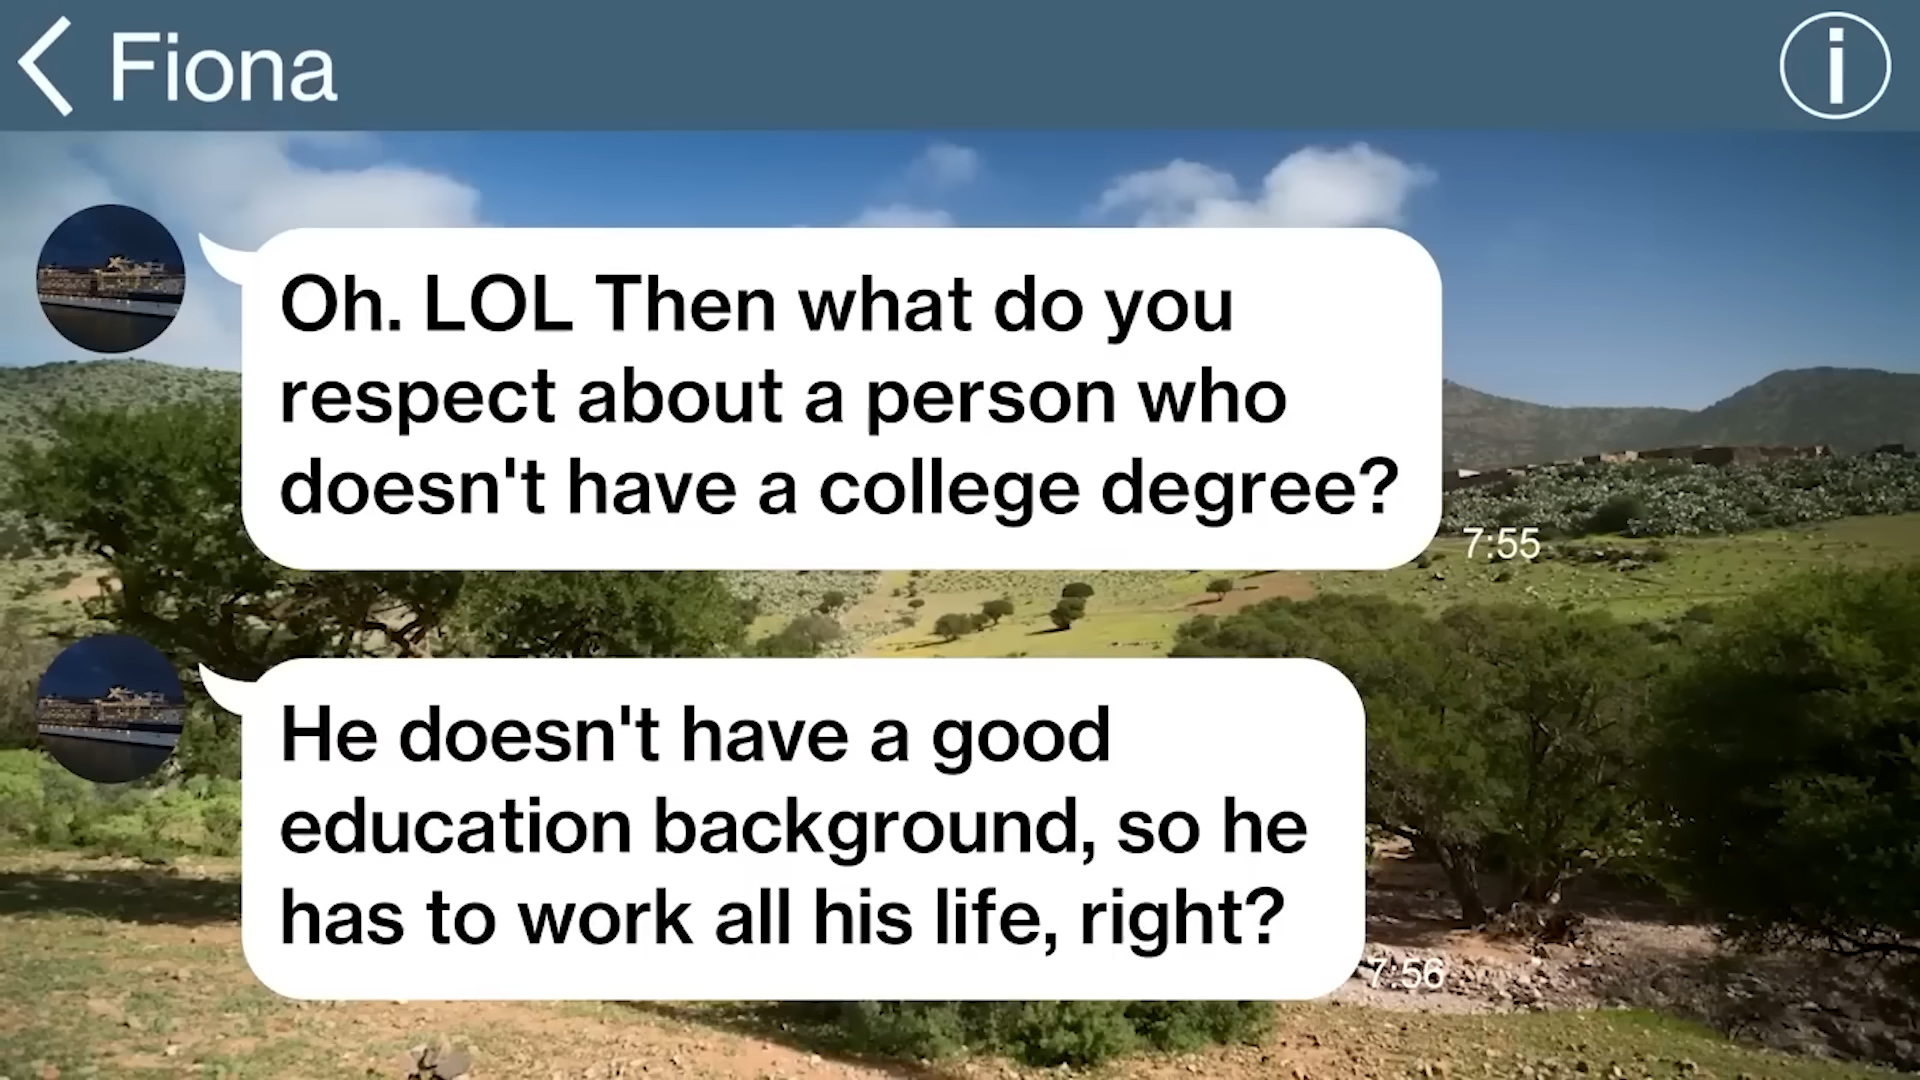 Fiona
Oh. LOL Then what do you
respect about a person who
doesn't have a college degree?
7:55
He doesn't have a good
education background, so he
has to work all his life, right?
7:56